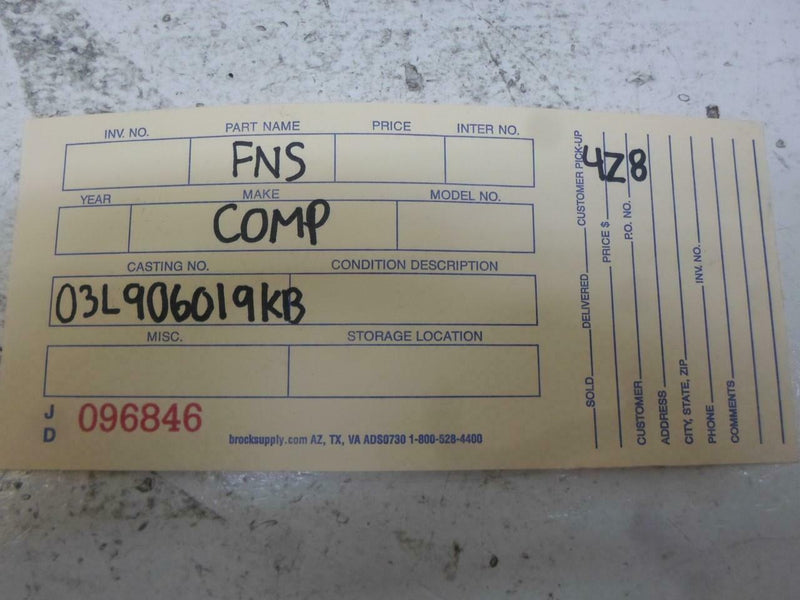 INV. NO. PART NAME PRICE INTER NO.
FNS
YEAR MAKE MODEL NO.
COMP
CASTING NO. CONDITION DESCRIPTION
03L906019KB
MISC. STORAGE LOCATION
J D 096846
brocksupply.com AZ, TX, VA ADS0730 1-800-528-4400
4Z8
SOLD DELIVERED CUSTOMER PICK-UP
PRICE $
CUSTOMER P.O. NO.
ADDRESS
CITY, STATE, ZIP INV. NO.
PHONE
COMMENTS